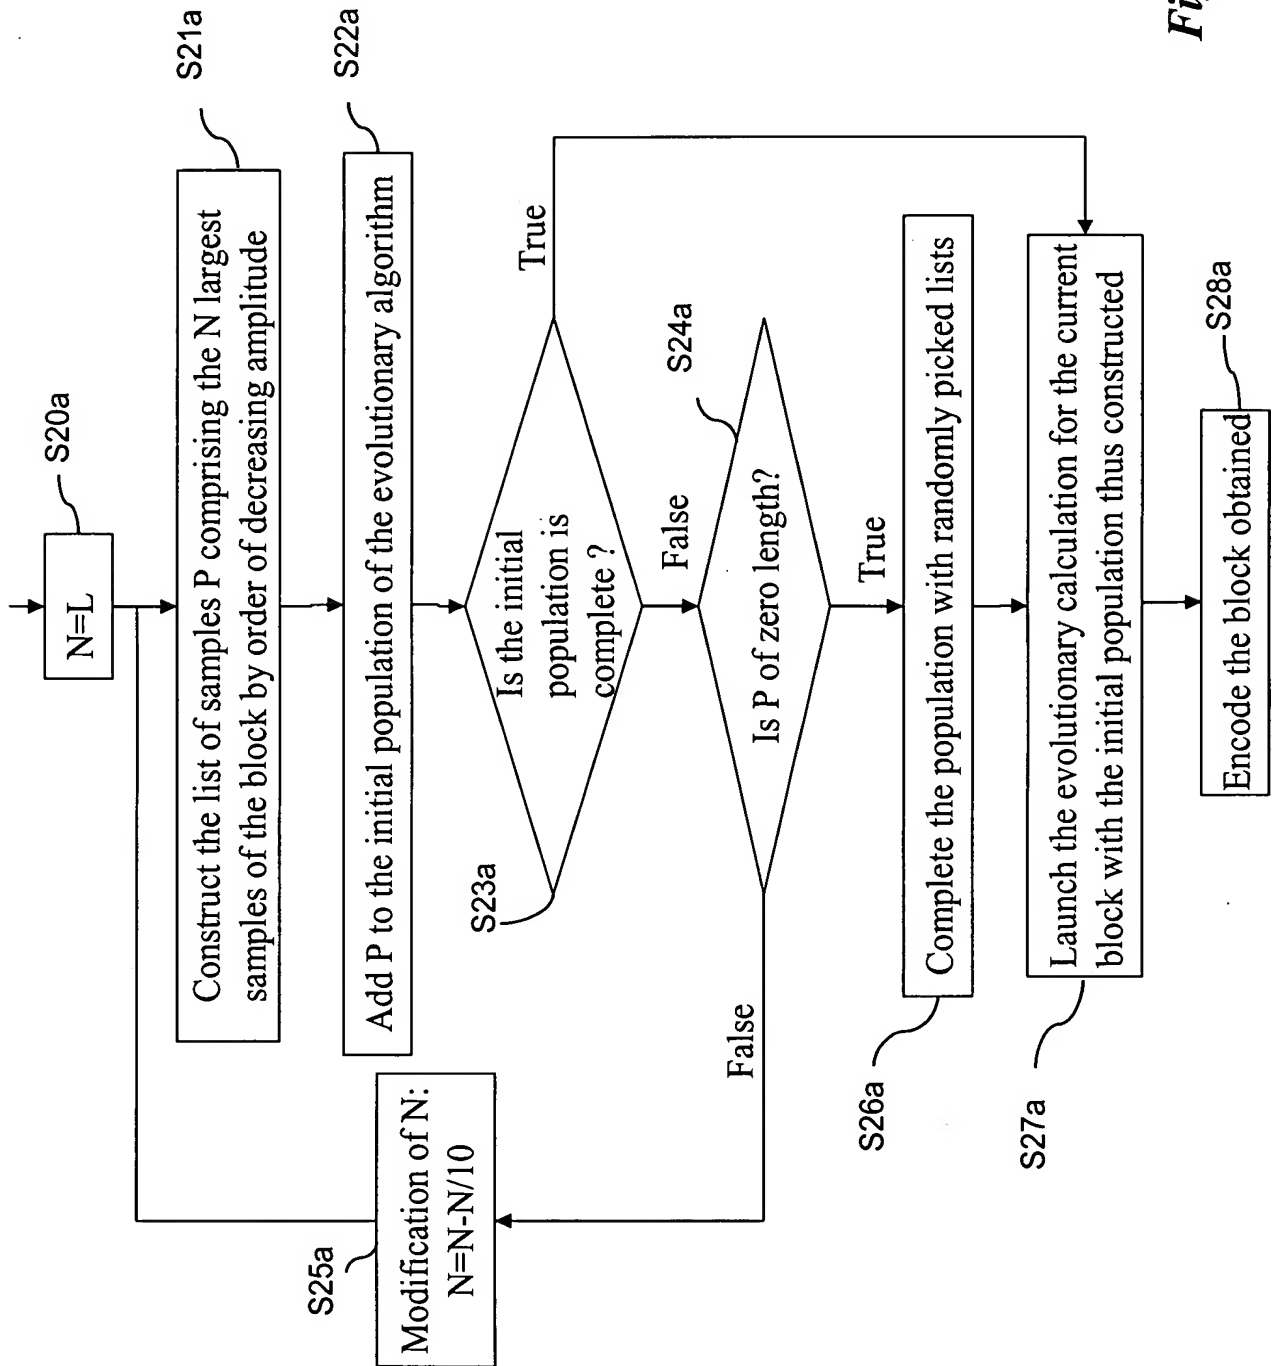 S20a
N=L
S21a
Construct the list of samples P comprising the N largest
samples of the block by order of decreasing amplitude
S22a
Add P to the initial population of the evolutionary algorithm
S23a
Is the initial
population is
complete ?
True
False
S24a
Is P of zero length?
False
True
S25a
Modification of N:
N=N-N/10
S26a
Complete the population with randomly picked lists
S27a
Launch the evolutionary calculation for the current
block with the initial population thus constructed
S28a
Encode the block obtained